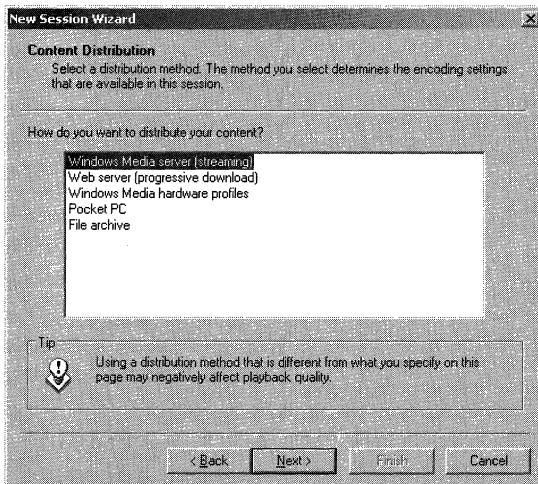 New Session Wizard
Content Distribution
Select a distribution method. The method you select determines the encoding settings
that are available in this session.
How do you want to distribute your content?
Windows Media server (streaming)
Web server (progressive download)
Windows Media hardware profiles
Pocket PC
File archive
Tip
Using a distribution method that is different from what you specify on this
page may negatively affect playback quality.
< Back
Next >
Finish
Cancel